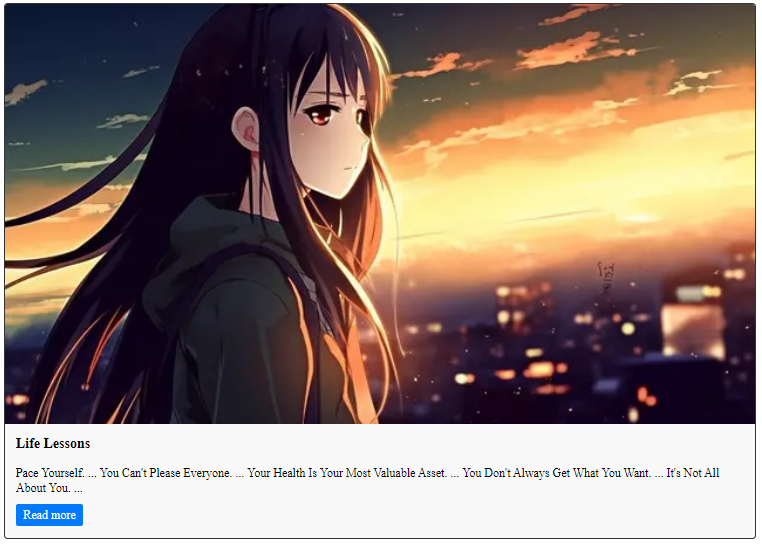 Life Lessons
Pace Yourself. ... You Can't Please Everyone. ... Your Health Is Your Most Valuable Asset. ... You Don't Always Get What You Want. ... It's Not All
About You. ...
Read more